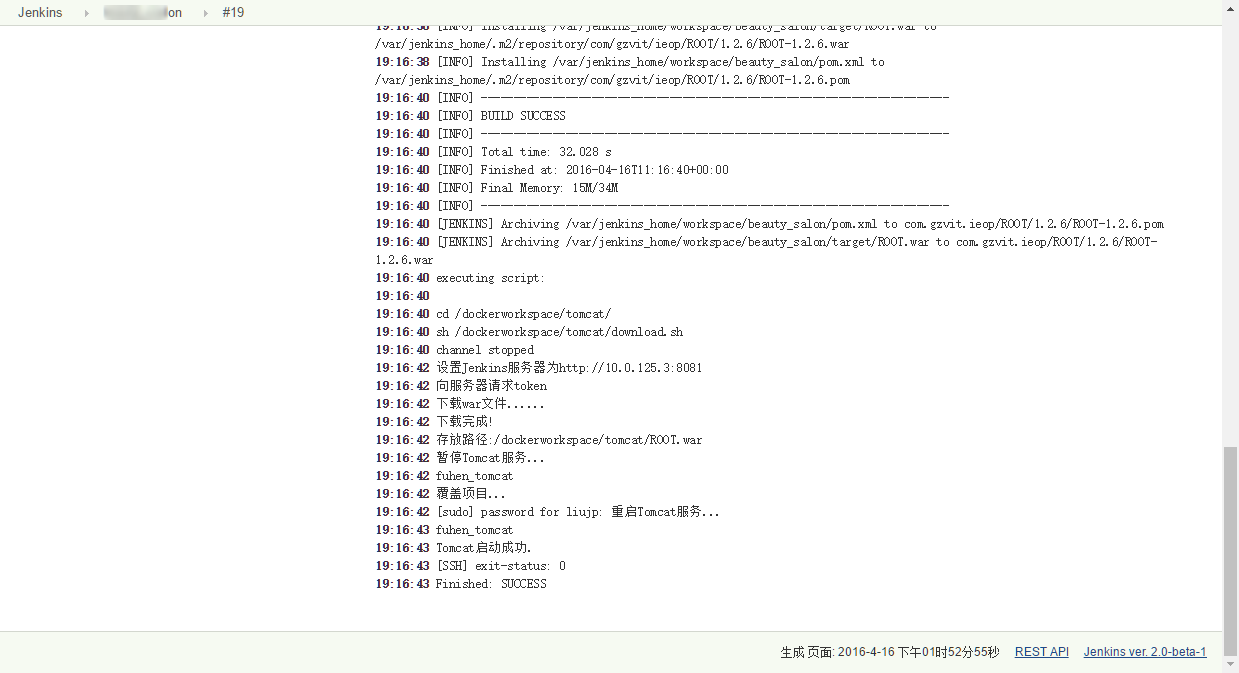 Jenkins
on
#19
19:16:38 [INFO] Installing /var/jenkins_home/workspace/beauty_salon/target/ROOT.war to
/var/jenkins_home/.m2/repository/com/gzvit/ieop/ROOT/1.2.6/ROOT-1.2.6.war
19:16:38 [INFO] Installing /var/jenkins_home/workspace/beauty_salon/pom.xml to
/var/jenkins_home/.m2/repository/com/gzvit/ieop/ROOT/1.2.6/ROOT-1.2.6.pom
19:16:40 [INFO] ------------------------------------------------------------------------
19:16:40 [INFO] BUILD SUCCESS
19:16:40 [INFO] ------------------------------------------------------------------------
19:16:40 [INFO] Total time: 32.028 s
19:16:40 [INFO] Finished at: 2016-04-16T11:16:40+00:00
19:16:40 [INFO] Final Memory: 15M/34M
19:16:40 [INFO] ------------------------------------------------------------------------
19:16:40 [JENKINS] Archiving /var/jenkins_home/workspace/beauty_salon/pom.xml to com.gzvit.ieop/ROOT/1.2.6/ROOT-1.2.6.pom
19:16:40 [JENKINS] Archiving /var/jenkins_home/workspace/beauty_salon/target/ROOT.war to com.gzvit.ieop/ROOT/1.2.6/ROOT-
1.2.6.war
19:16:40 executing script:
19:16:40
19:16:40 cd /dockerworkspace/tomcat/
19:16:40 sh /dockerworkspace/tomcat/download.sh
19:16:40 channel stopped
19:16:42 设置Jenkins服务器为http://10.0.125.3:8081
19:16:42 向服务器请求token
19:16:42 下载war文件......
19:16:42 下载完成!
19:16:42 存放路径:/dockerworkspace/tomcat/ROOT.war
19:16:42 暂停Tomcat服务...
19:16:42 fuhen_tomcat
19:16:42 覆盖项目...
19:16:42 [sudo] password for liujp: 重启Tomcat服务...
19:16:43 fuhen_tomcat
19:16:43 Tomcat启动成功.
19:16:43 [SSH] exit-status: 0
19:16:43 Finished: SUCCESS
生成 页面: 2016-4-16 下午01时52分55秒 REST API Jenkins ver. 2.0-beta-1